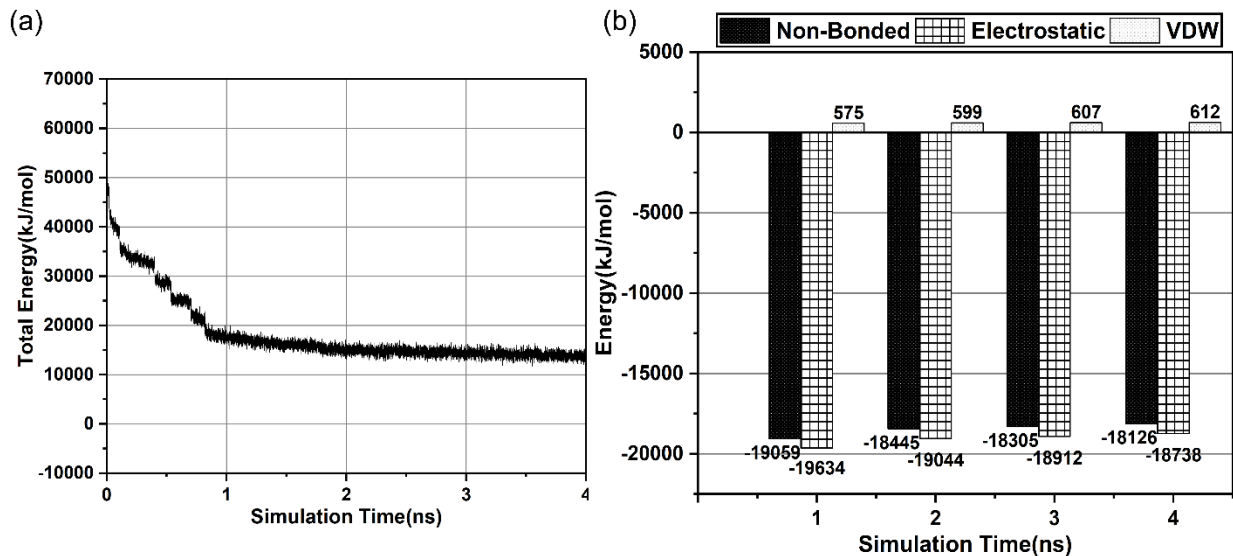 (a)
70000
60000
50000
40000
30000
20000
10000
0
-10000
Total Energy(kJ/mol)
0 1 2 3 4
Simulation Time(ns)
(b)
Non-Bonded Electrostatic VDW
5000
0
-5000
-10000
-15000
-20000
Energy(kJ/mol)
575 599 607 612
-19059 -18445 -18305 -18126
-19634 -19044 -18912 -18738
1 2 3 4
Simulation Time(ns)